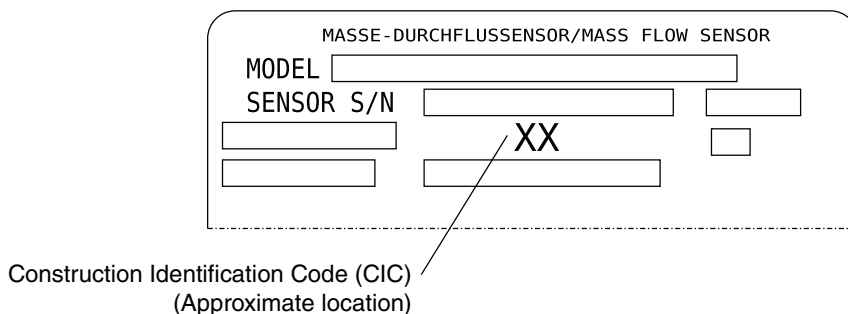 MASSE-DURCHFLUSSENSOR/MASS FLOW SENSOR
MODEL
SENSOR S/N
XX
Construction Identification Code (CIC)
(Approximate location)